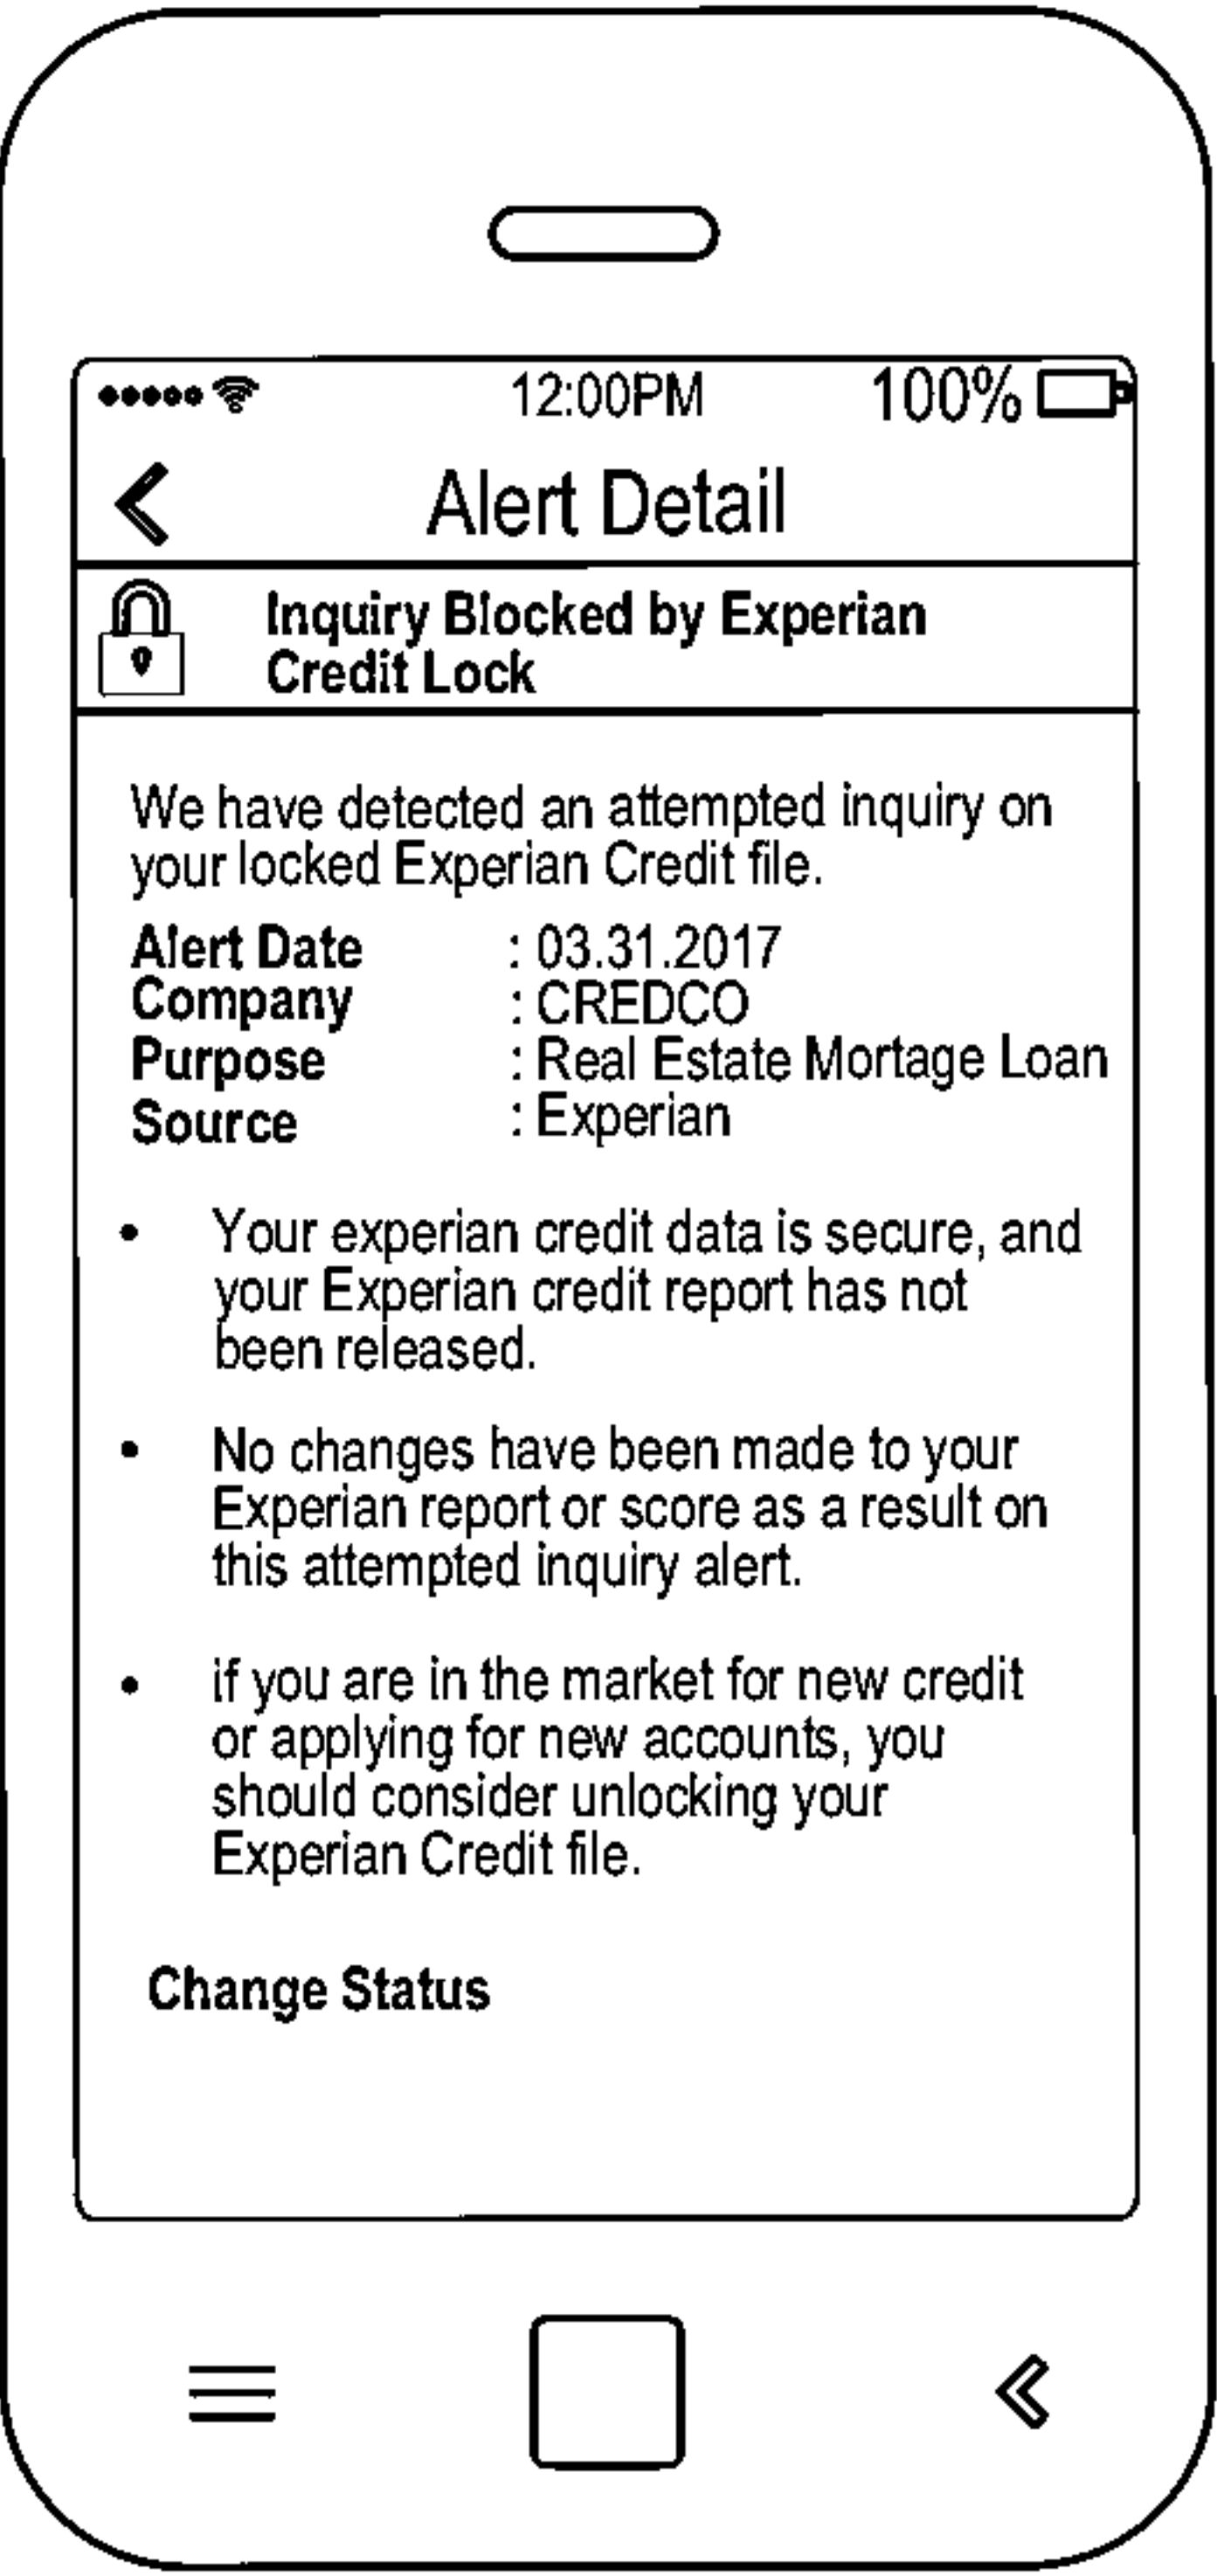 12:00PM 100%
Alert Detail
Inquiry Blocked by Experian
Credit Lock
We have detected an attempted inquiry on
your locked Experian Credit file.
Alert Date : 03.31.2017
Company : CREDCO
Purpose : Real Estate Mortage Loan
Source : Experian
• Your experian credit data is secure, and
your Experian credit report has not
been released.
• No changes have been made to your
Experian report or score as a result on
this attempted inquiry alert.
• if you are in the market for new credit
or applying for new accounts, you
should consider unlocking your
Experian Credit file.
Change Status